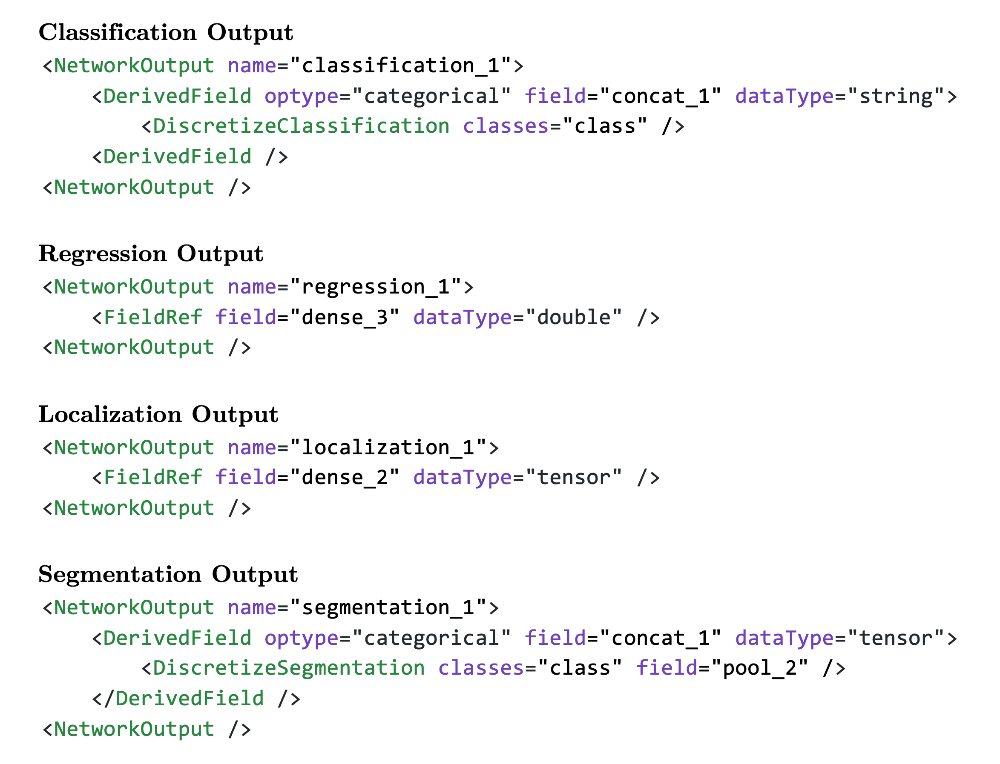 Classification Output
<NetworkOutput name="classification_1">
    <DerivedField optype="categorical" field="concat_1" dataType="string">
        <DiscretizeClassification classes="class" />
    <DerivedField />
<NetworkOutput />
Regression Output
<NetworkOutput name="regression_1">
    <FieldRef field="dense_3" dataType="double" />
<NetworkOutput />
Localization Output
<NetworkOutput name="localization_1">
    <FieldRef field="dense_2" dataType="tensor" />
<NetworkOutput />
Segmentation Output
<NetworkOutput name="segmentation_1">
    <DerivedField optype="categorical" field="concat_1" dataType="tensor">
        <DiscretizeSegmentation classes="class" field="pool_2" />
    </DerivedField />
<NetworkOutput />